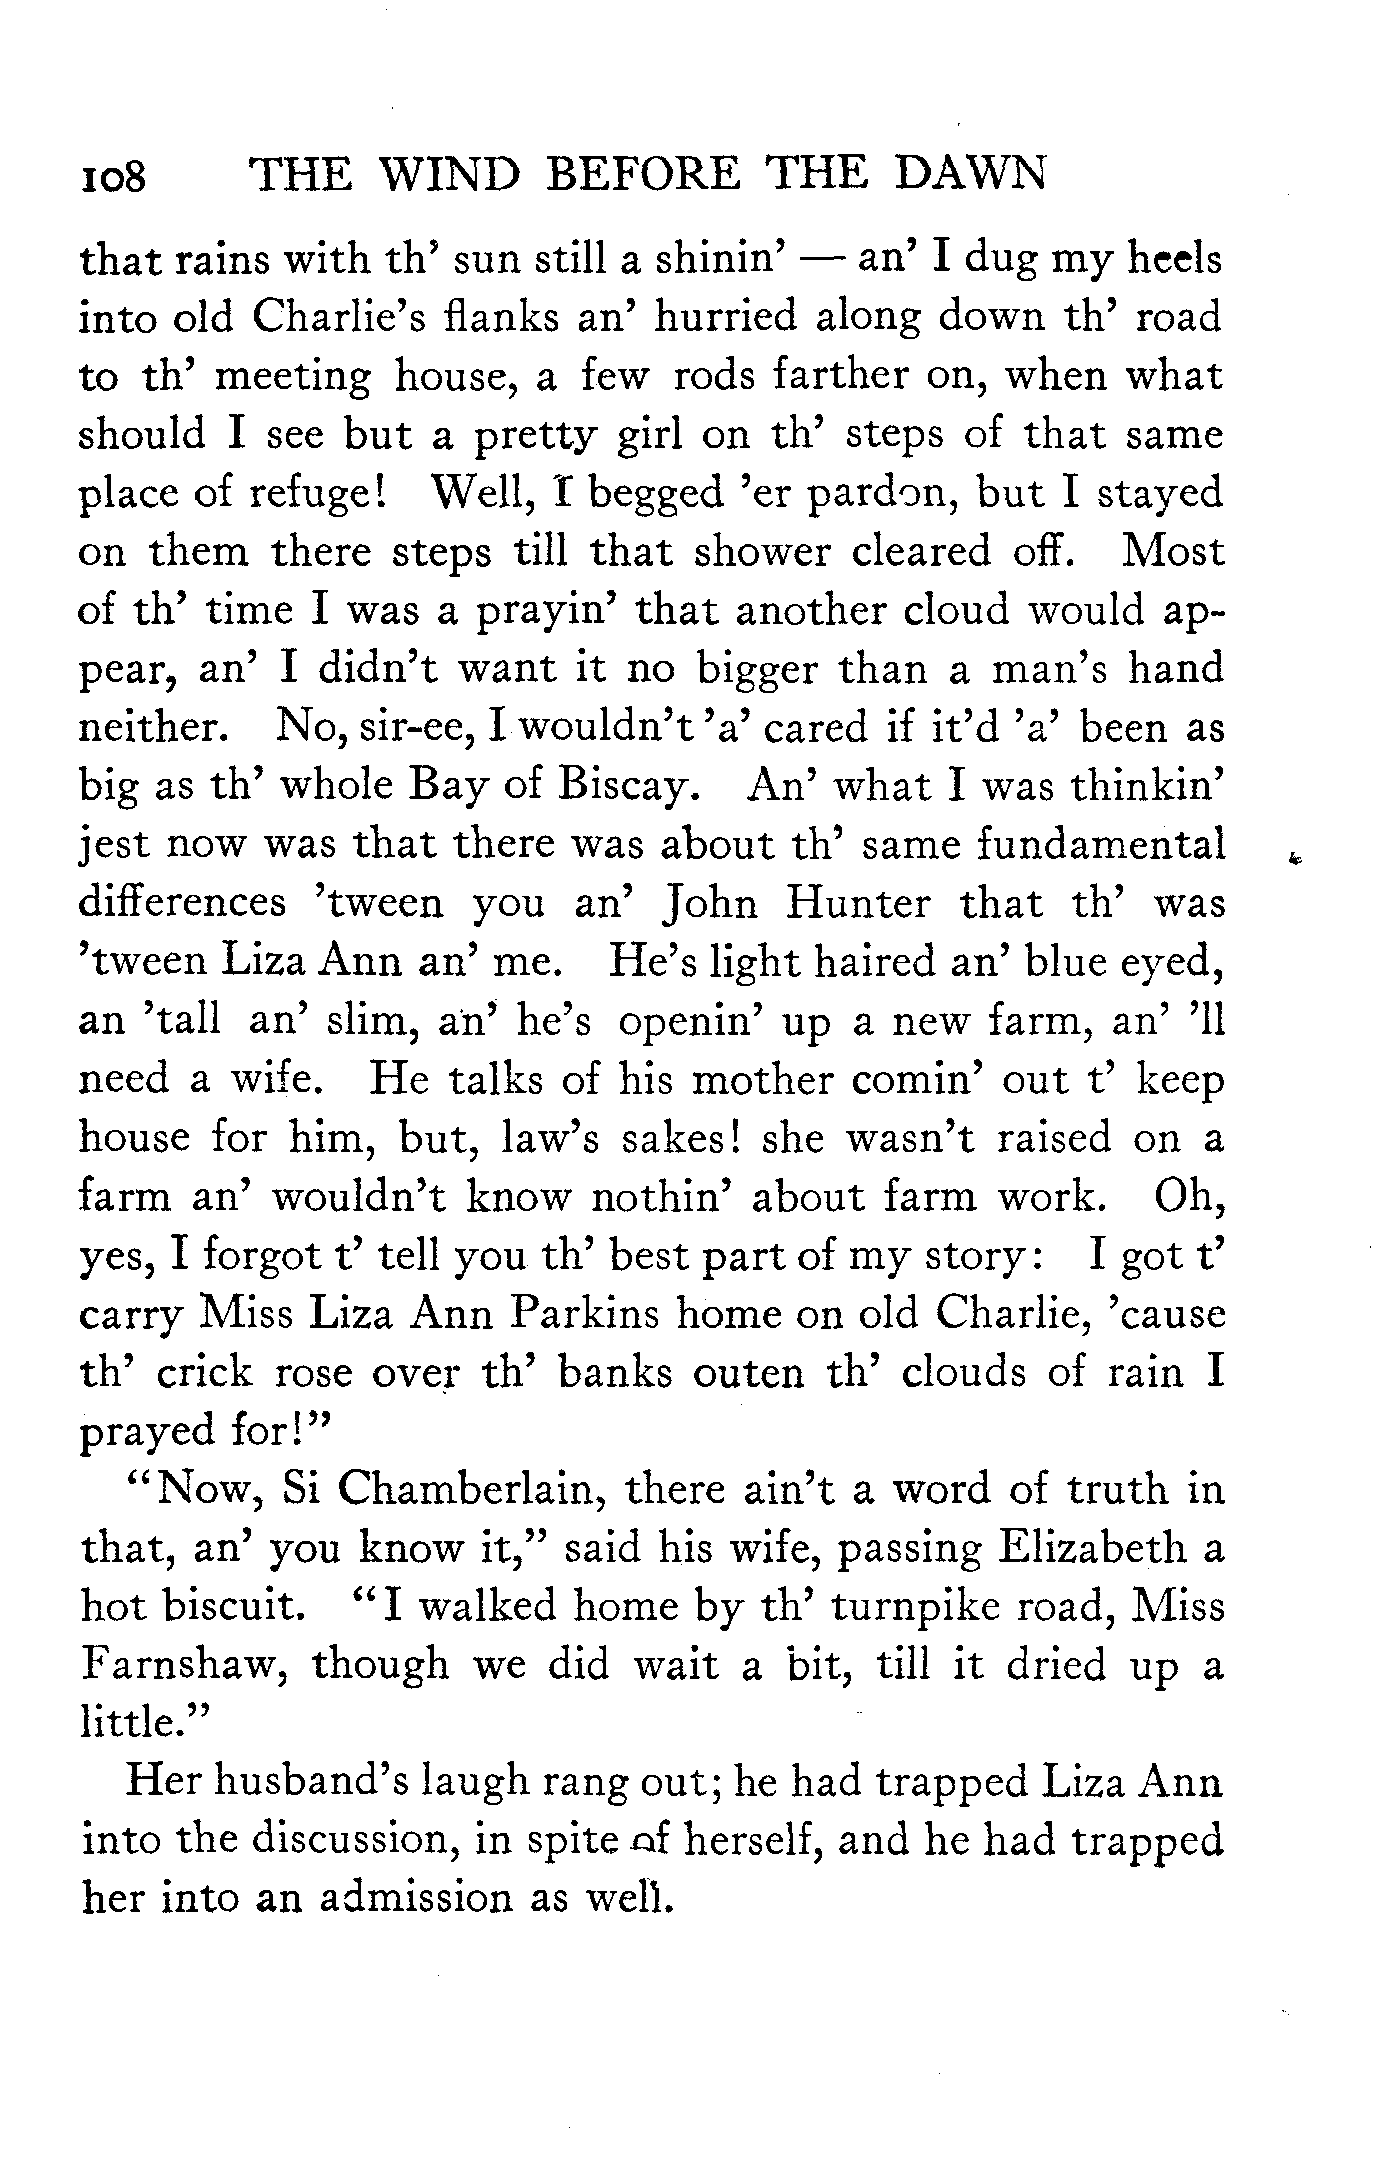 108 THE WIND BEFORE THE DAWN
that rains with th' sun still a shinin' — an' I dug my heels
into old Charlie's flanks an' hurried along down th' road
to th' meeting house, a few rods farther on, when what
should I see but a pretty girl on th' steps of that same
place of refuge! Well, I begged 'er pardon, but I stayed
on them there steps till that shower cleared off. Most
of th' time I was a prayin' that another cloud would ap-
pear, an' I didn't want it no bigger than a man's hand
neither. No, sir-ee, I wouldn't 'a' cared if it'd 'a' been as
big as th' whole Bay of Biscay. An' what I was thinkin'
jest now was that there was about th' same fundamental
differences 'tween you an' John Hunter that th' was
'tween Liza Ann an' me. He's light haired an' blue eyed,
an 'tall an' slim, an' he's openin' up a new farm, an' 'll
need a wife. He talks of his mother comin' out t' keep
house for him, but, law's sakes! she wasn't raised on a
farm an' wouldn't know nothin' about farm work. Oh,
yes, I forgot t' tell you th' best part of my story: I got t'
carry Miss Liza Ann Parkins home on old Charlie, 'cause
th' crick rose over th' banks outen th' clouds of rain I
prayed for!"
"Now, Si Chamberlain, there ain't a word of truth in
that, an' you know it," said his wife, passing Elizabeth a
hot biscuit. "I walked home by th' turnpike road, Miss
Farnshaw, though we did wait a bit, till it dried up a
little."
Her husband's laugh rang out; he had trapped Liza Ann
into the discussion, in spite of herself, and he had trapped
her into an admission as well.